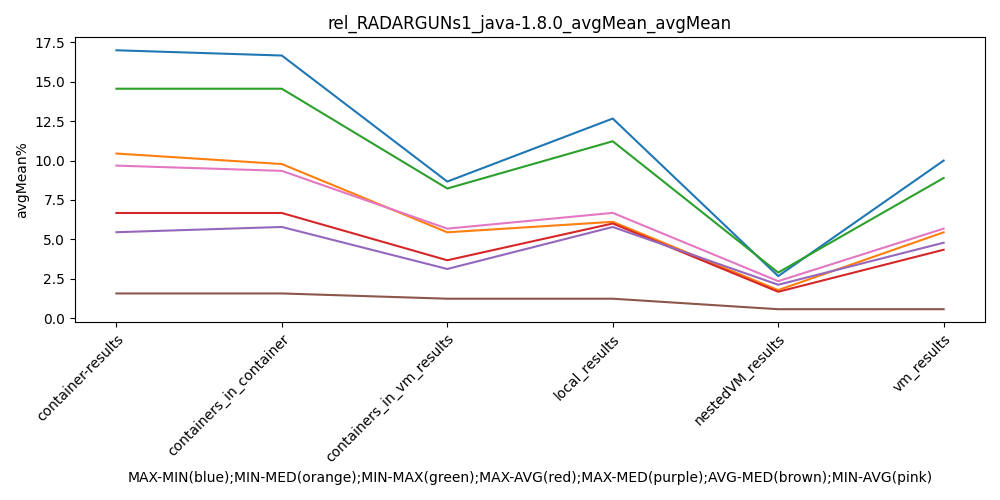 rel_RADARGUNs1_java-1.8.0_avgMean_avgMean
17.5
15.0
12.5
10.0
7.5
5.0
2.5
0.0
avgMean%
container-results
containers_in_container
containers_in_vm_results
local_results
nestedVM_results
vm_results
MAX-MIN(blue);MIN-MED(orange);MIN-MAX(green);MAX-AVG(red);MAX-MED(purple);AVG-MED(brown);MIN-AVG(pink)